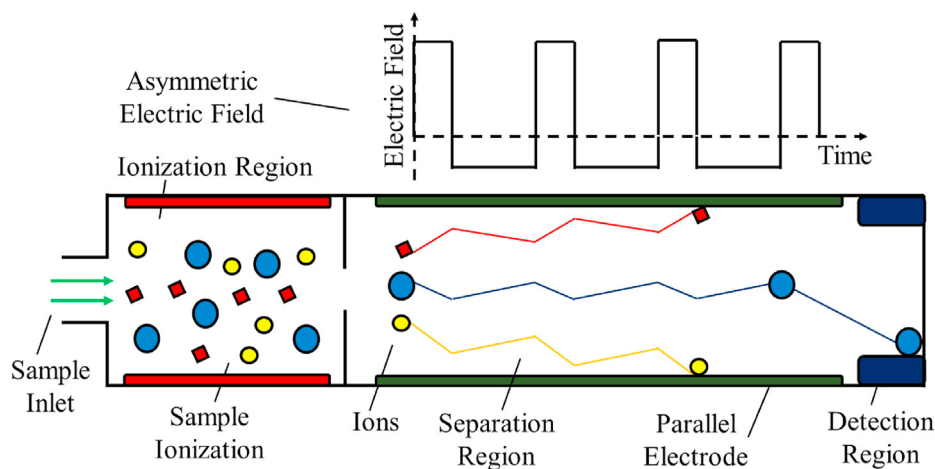 Asymmetric
Electric Field
Electric Field
Time
Ionization Region
Sample
Inlet
Sample
Ionization
Ions
Separation
Region
Parallel
Electrode
Detection
Region